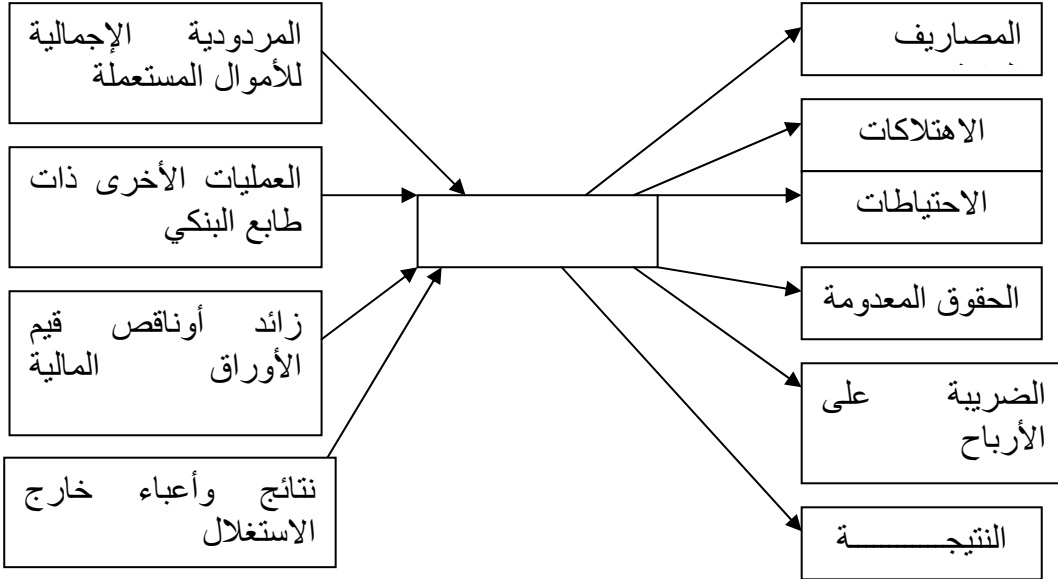 المردودية الإجمالية
للأموال المستعملة
العمليات الأخرى ذات
طابع البنكي
زائد أوناقص قيم
الأوراق المالية
نتائج وأعباء خارج
الاستغلال
المصاريف
الاهتلاكات
الاحتياطات
الحقوق المعدومة
الضريبة على
الأرباح
النتيجـــــــــــة